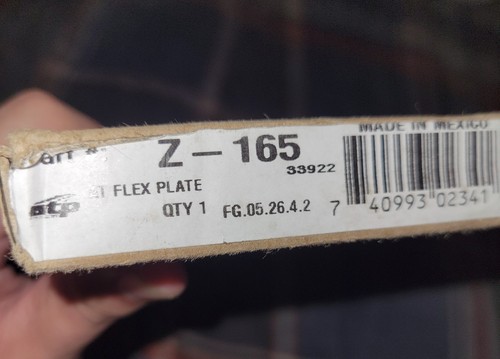 Z-165
33922
MADE IN MEXICO
atp
FLEX PLATE
QTY 1 FG.05.26.4.2
7 40993 02341